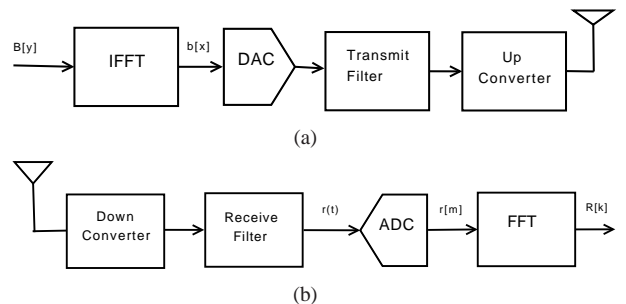 B[y]
IFFT
b[x]
DAC
Transmit
Filter
Up
Converter
(a)
Down
Converter
Receive
Filter
r(t)
ADC
r[m]
FFT
R[k]
(b)